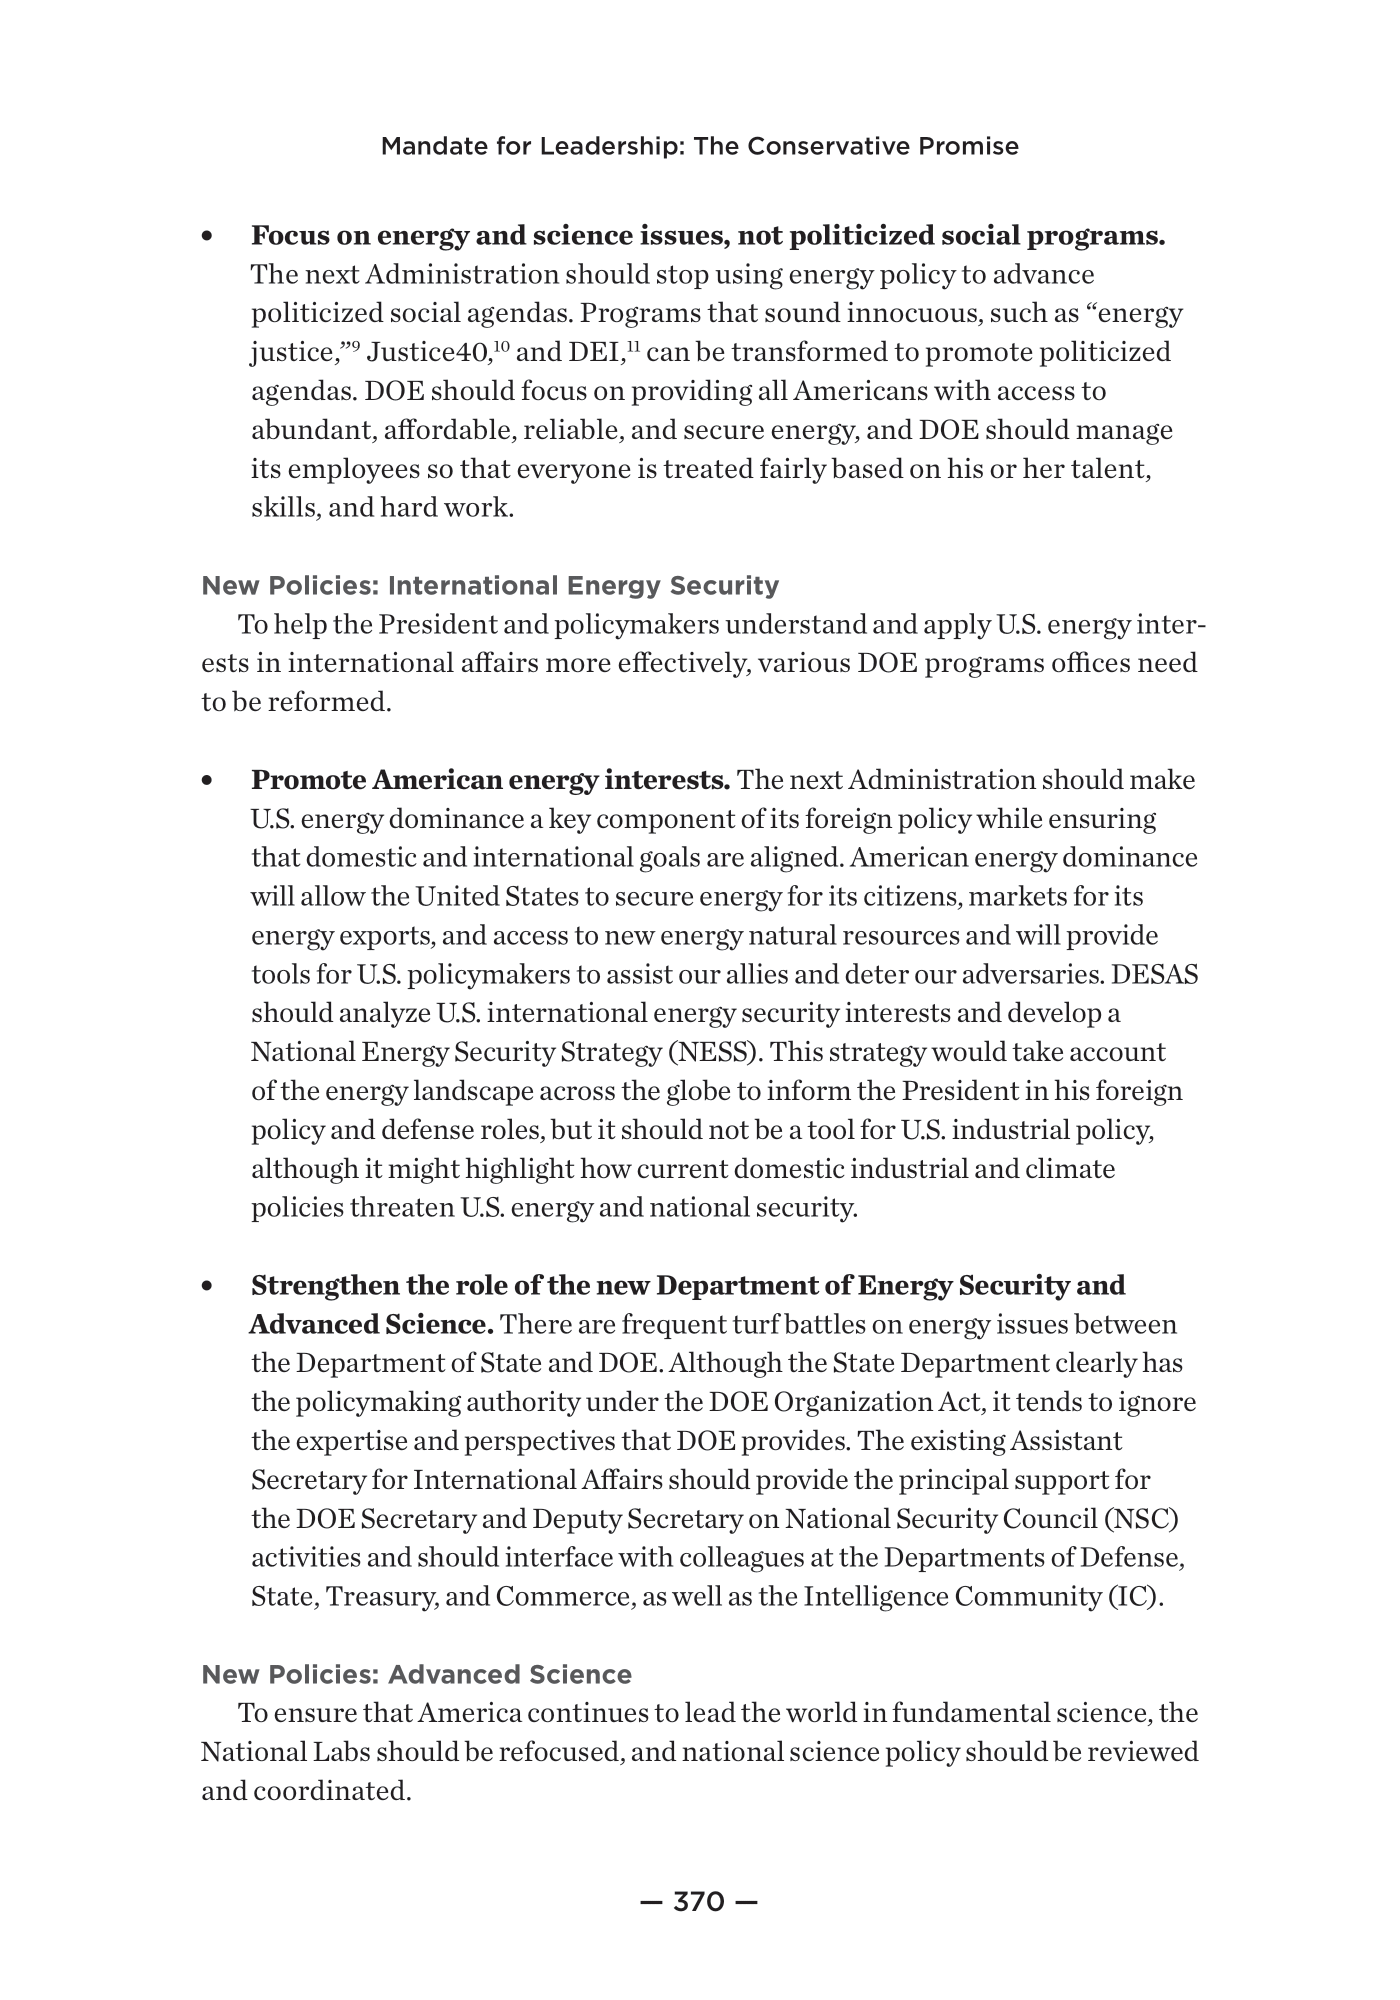 Mandate for Leadership: The Conservative Promise
• Focus on energy and science issues, not politicized social programs.
The next Administration should stop using energy policy to advance
politicized social agendas. Programs that sound innocuous, such as “energy
justice,”9 Justice40,10 and DEI,11 can be transformed to promote politicized
agendas. DOE should focus on providing all Americans with access to
abundant, affordable, reliable, and secure energy, and DOE should manage
its employees so that everyone is treated fairly based on his or her talent,
skills, and hard work.
New Policies: International Energy Security
To help the President and policymakers understand and apply U.S. energy inter-
ests in international affairs more effectively, various DOE programs offices need
to be reformed.
• Promote American energy interests. The next Administration should make
U.S. energy dominance a key component of its foreign policy while ensuring
that domestic and international goals are aligned. American energy dominance
will allow the United States to secure energy for its citizens, markets for its
energy exports, and access to new energy natural resources and will provide
tools for U.S. policymakers to assist our allies and deter our adversaries. DESAS
should analyze U.S. international energy security interests and develop a
National Energy Security Strategy (NESS). This strategy would take account
of the energy landscape across the globe to inform the President in his foreign
policy and defense roles, but it should not be a tool for U.S. industrial policy,
although it might highlight how current domestic industrial and climate
policies threaten U.S. energy and national security.
• Strengthen the role of the new Department of Energy Security and
Advanced Science. There are frequent turf battles on energy issues between
the Department of State and DOE. Although the State Department clearly has
the policymaking authority under the DOE Organization Act, it tends to ignore
the expertise and perspectives that DOE provides. The existing Assistant
Secretary for International Affairs should provide the principal support for
the DOE Secretary and Deputy Secretary on National Security Council (NSC)
activities and should interface with colleagues at the Departments of Defense,
State, Treasury, and Commerce, as well as the Intelligence Community (IC).
New Policies: Advanced Science
To ensure that America continues to lead the world in fundamental science, the
National Labs should be refocused, and national science policy should be reviewed
and coordinated.
— 370 —